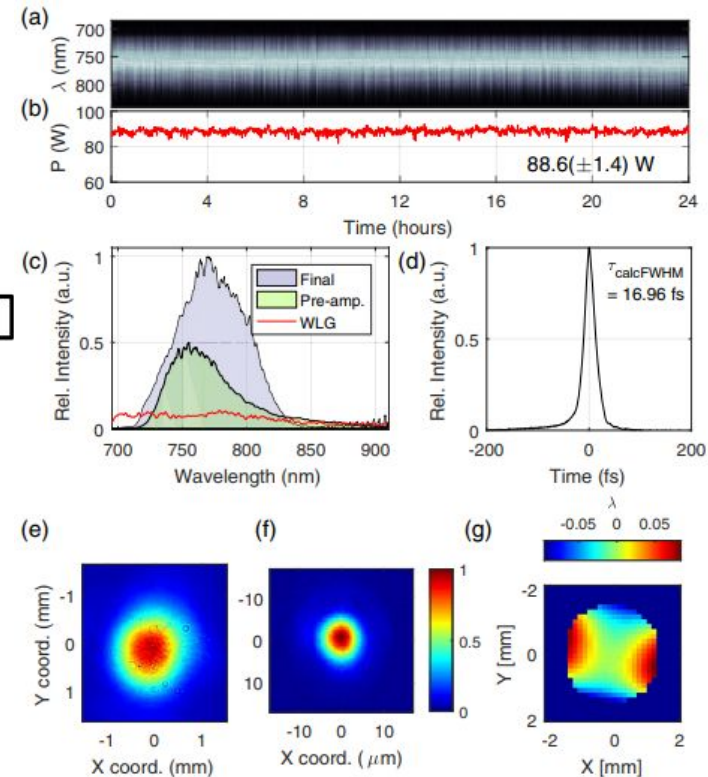 (a)
700
750
800
λ (nm)
(b)
100
80
60
P (W)
88.6(±1.4) W
0 4 8 12 16 20 24
Time (hours)
(c)
1
0.5
0
Rel. Intensity (a.u.)
Final
Pre-amp.
WLG
700 750 800 850 900
Wavelength (nm)
(d)
1
0.5
0
Rel. Intensity (a.u.)
τcalcFWHM
= 16.96 fs
-200 0 200
Time (fs)
(e)
-1
0
1
Y coord. (mm)
-1 0 1
X coord. (mm)
(f)
-10
0
10
-10 0 10
X coord. ( μm)
1
0.5
0
(g)
λ
-0.05 0 0.05
-2
0
2
Y [mm]
-2 0 2
X [mm]